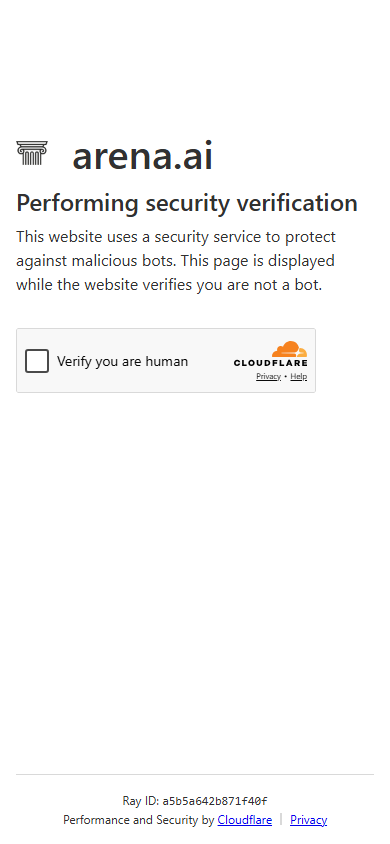 arena.ai
Performing security verification
This website uses a security service to protect
against malicious bots. This page is displayed
while the website verifies you are not a bot.
Verify you are human
CLOUDFLARE
Privacy • Help
Ray ID: a5b5a642b871f40f
Performance and Security by Cloudflare | Privacy